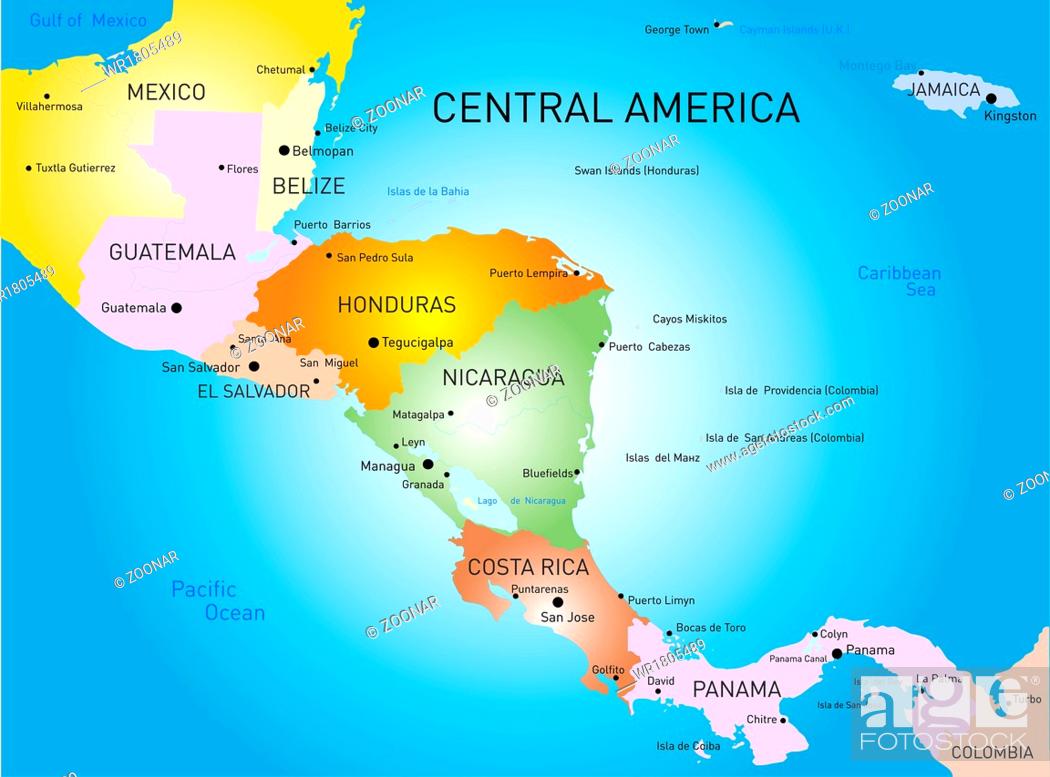 Gulf of Mexico
George Town
Cayman Islands (U.K.)
WR1805489
Chetumal
Montego Bay
MEXICO
JAMAICA
Villahermosa
© ZOONAR
CENTRAL AMERICA
Kingston
Belize City
Belmopan
© ZOONAR
Tuxtla Gutierrez
Flores
Swan Islands (Honduras)
BELIZE
Islas de la Bahia
© ZOONAR
Puerto Barrios
GUATEMALA
San Pedro Sula
Puerto Lempira
Caribbean
Sea
WR1805489
Guatemala
HONDURAS
Cayos Miskitos
© ZOONAR
Santa Ana
Tegucigalpa
Puerto Cabezas
San Salvador
San Miguel
NICARAGUA
EL SALVADOR
© ZOONAR
Isla de Providencia (Colombia)
Matagalpa
www.agefotostock.com
Isla de San Andreas (Colombia)
Leyn
Islas del Maнz
Managua
Granada
Bluefields
© ZOONAR
Lago de Nicaragua
COSTA RICA
© ZOONAR
Pacific
Ocean
Puntarenas
Puerto Limyn
San Jose
© ZOONAR
Bocas de Toro
Colyn
WR1805489
Panama
Panama Canal
Golfito
David
La Palma
PANAMA
Turbo
Chitre
age
FOTOSTOCK
®
Isla de Coiba
COLOMBIA